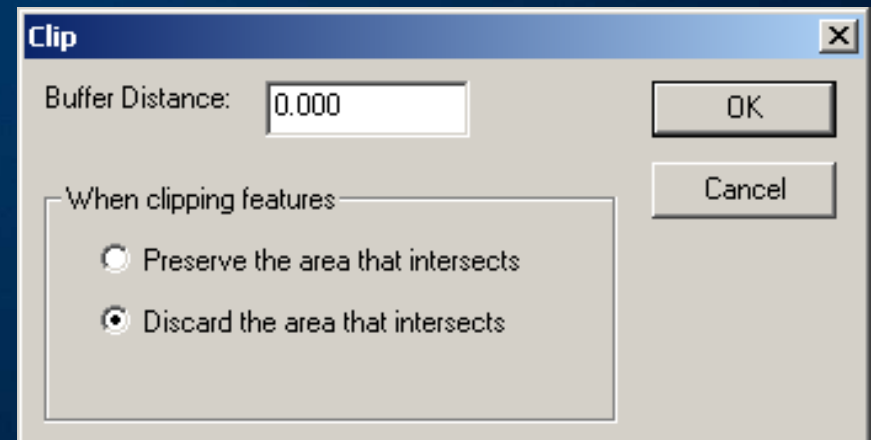 Clip
Buffer Distance: 0.000
OK
Cancel
When clipping features
Preserve the area that intersects
Discard the area that intersects